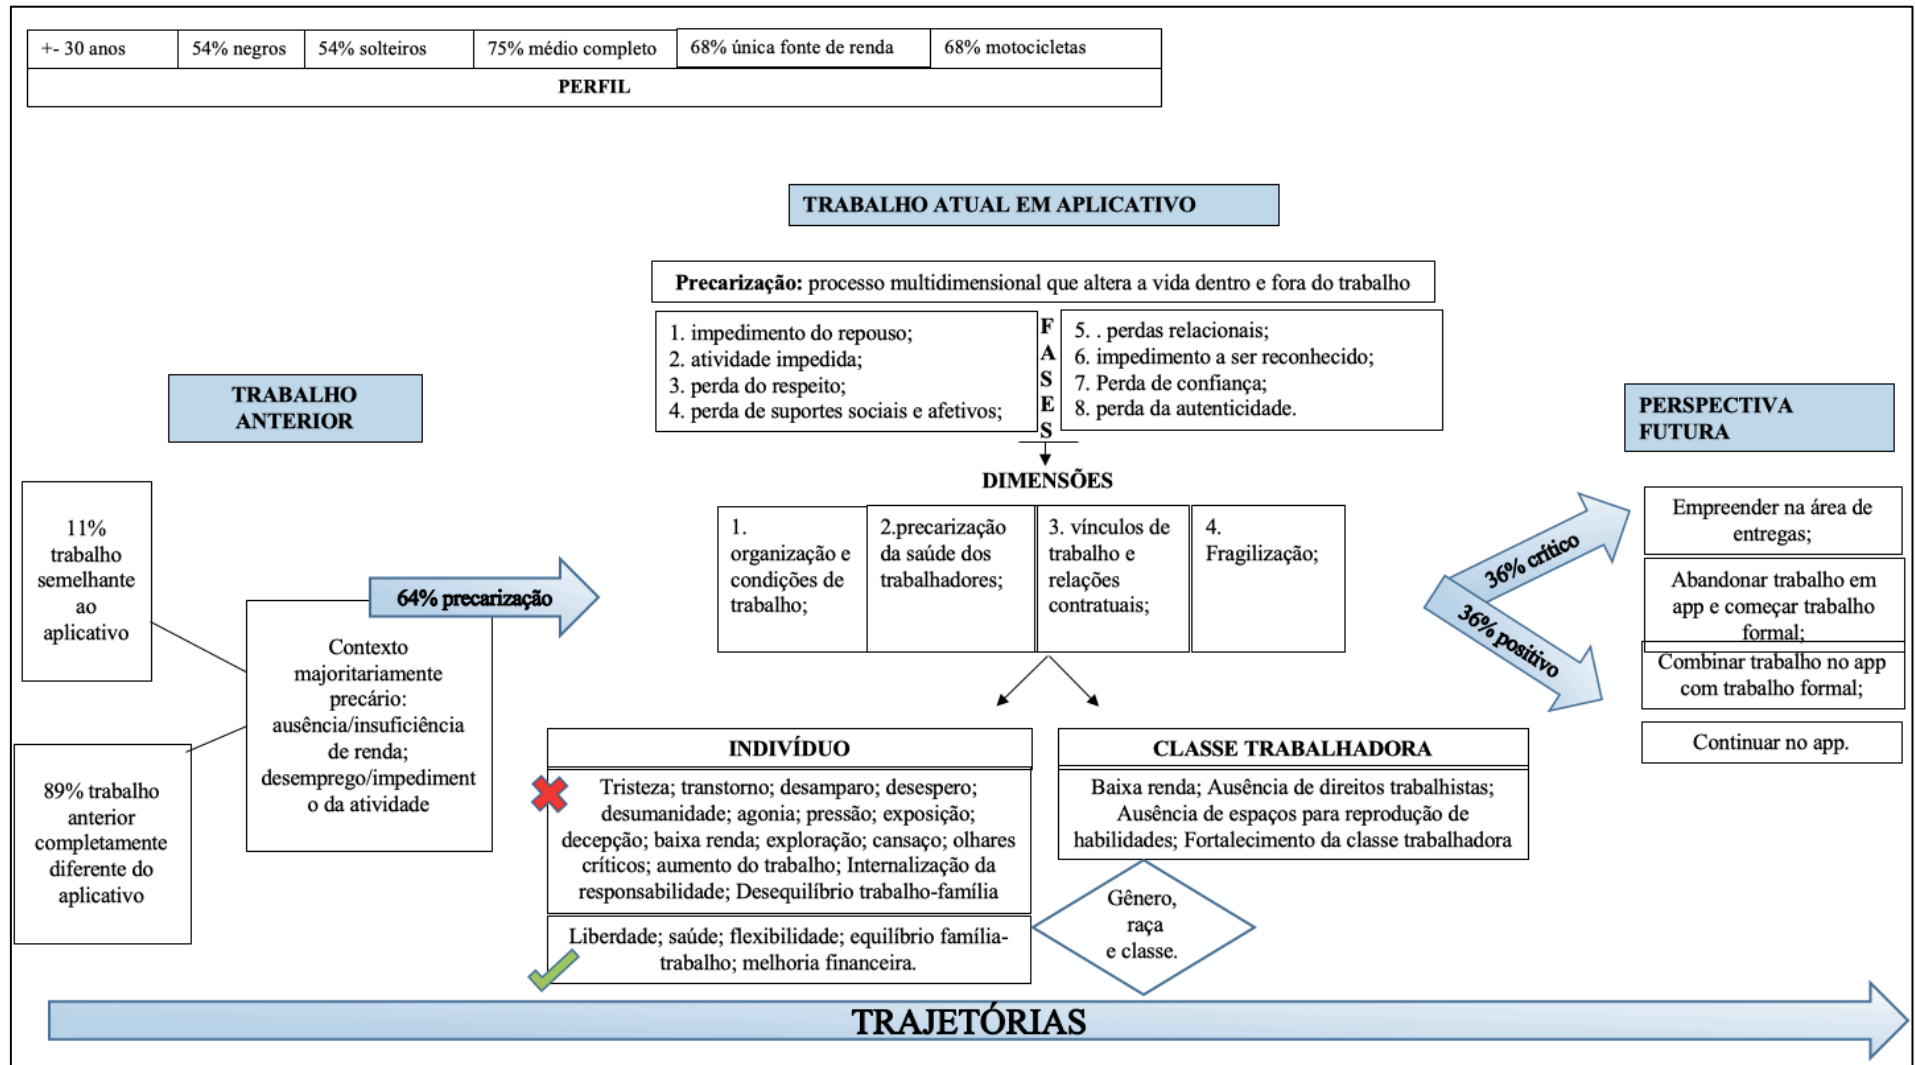 +- 30 anos
54% negros
54% solteiros
75% médio completo
68% única fonte de renda
68% motocicletas
PERFIL
TRABALHO ATUAL EM APLICATIVO
Precarização: processo multidimensional que altera a vida dentro e fora do trabalho
1. impedimento do repouso;
2. atividade impedida;
3. perda do respeito;
4. perda de suportes sociais e afetivos;
F
A
S
E
S
5. . perdas relacionais;
6. impedimento a ser reconhecido;
7. Perda de confiança;
8. perda da autenticidade.
DIMENSÕES
1.
organização e
condições de
trabalho;
2.precarização
da saúde dos
trabalhadores;
3. vínculos de
trabalho e
relações
contratuais;
4.
Fragilização;
TRABALHO
ANTERIOR
11%
trabalho
semelhante
ao
aplicativo
89% trabalho
anterior
completamente
diferente do
aplicativo
Contexto
majoritariamente
precário:
ausência/insuficiência
de renda;
desemprego/impediment
o da atividade
64% precarização
INDIVÍDUO
Tristeza; transtorno; desamparo; desespero;
desumanidade; agonia; pressão; exposição;
decepção; baixa renda; exploração; cansaço; olhares
críticos; aumento do trabalho; Internalização da
responsabilidade; Desequilíbrio trabalho-família
Liberdade; saúde; flexibilidade; equilíbrio família-
trabalho; melhoria financeira.
CLASSE TRABALHADORA
Baixa renda; Ausência de direitos trabalhistas;
Ausência de espaços para reprodução de
habilidades; Fortalecimento da classe trabalhadora
Gênero,
raça
e classe.
36% crítico
36% positivo
PERSPECTIVA
FUTURA
Empreender na área de
entregas;
Abandonar trabalho em
app e começar trabalho
formal;
Combinar trabalho no app
com trabalho formal;
Continuar no app.
TRAJETÓRIAS